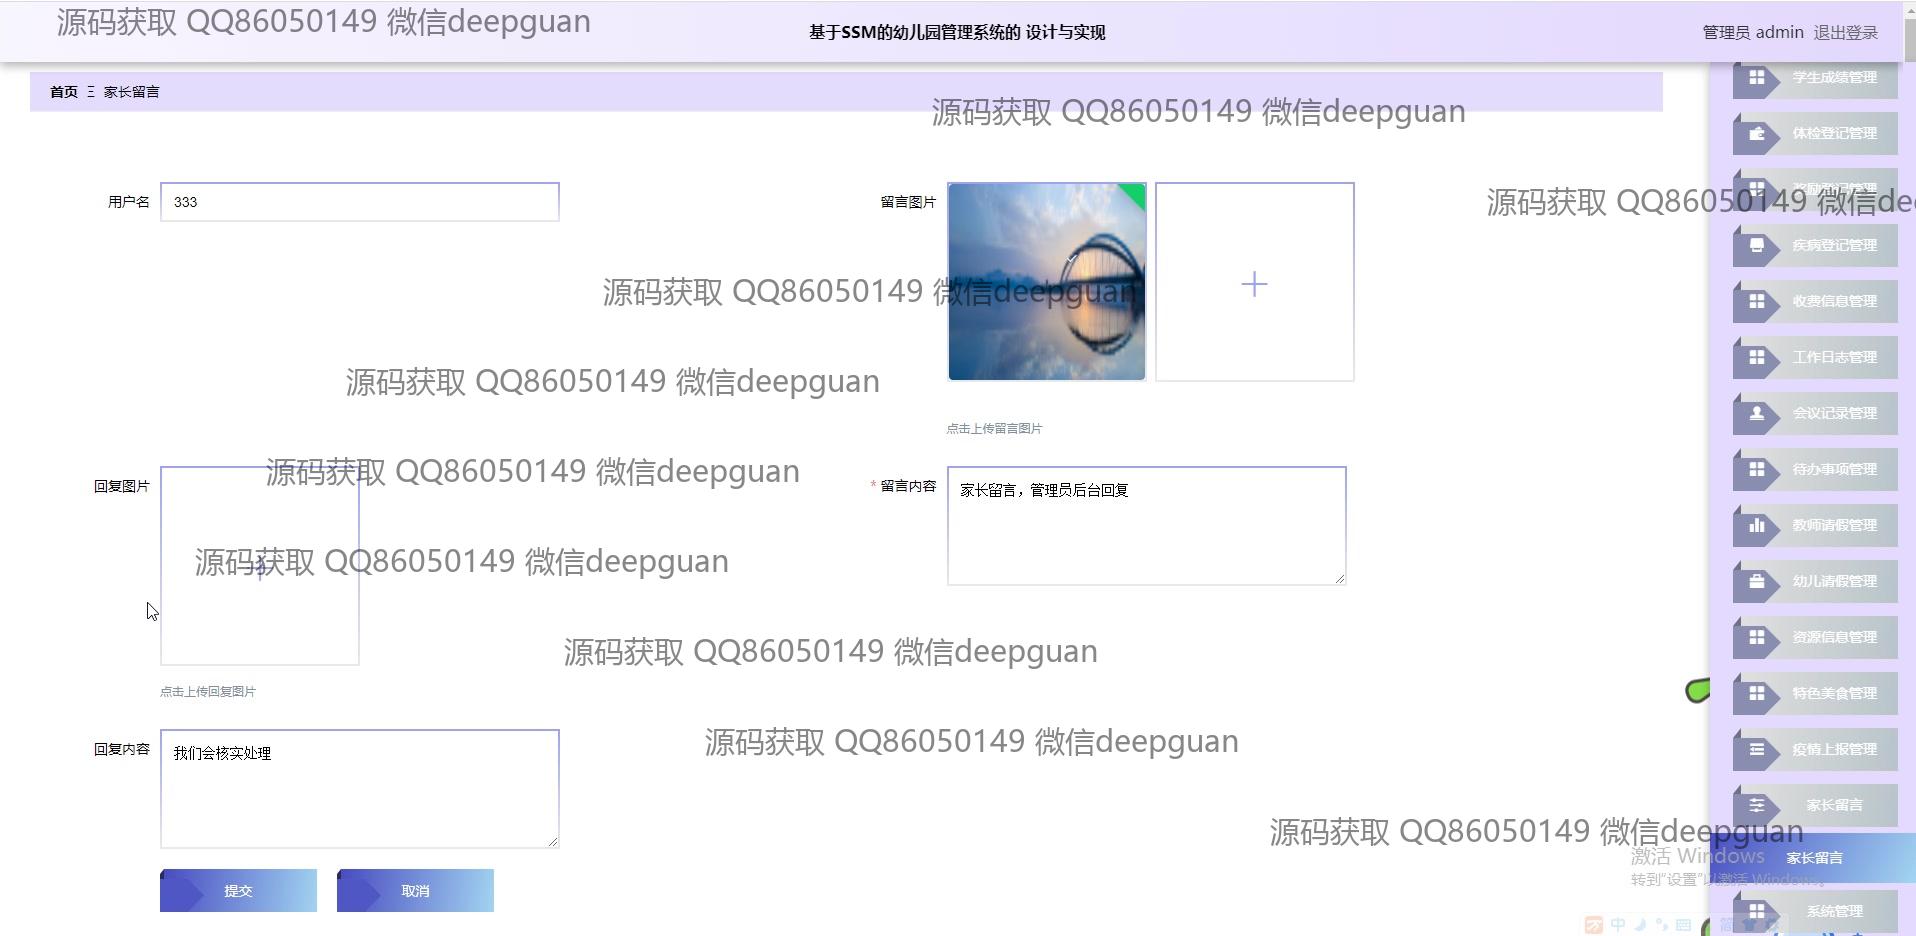 源码获取 QQ86050149 微信deepguan
基于SSM的幼儿园管理系统的 设计与实现
管理员 admin 退出登录
首页 Ξ 家长留言
源码获取 QQ86050149 微信deepguan
学生成绩管理
体检登记管理
奖励登记管理
源码获取 QQ86050149 微信de
用户名
333
留言图片
疾病登记管理
源码获取 QQ86050149 微信deepguan
收费信息管理
工作日志管理
源码获取 QQ86050149 微信deepguan
会议记录管理
点击上传留言图片
待办事项管理
源码获取 QQ86050149 微信deepguan
回复图片
* 留言内容
家长留言，管理员后台回复
教师请假管理
源码获取 QQ86050149 微信deepguan
幼儿请假管理
资源信息管理
源码获取 QQ86050149 微信deepguan
点击上传回复图片
特色美食管理
源码获取 QQ86050149 微信deepguan
回复内容
我们会核实处理
疫情上报管理
家长留言
源码获取 QQ86050149 微信deepguan
家长留言
激活 Windows
转到“设置”以激活 Windows。
提交
取消
系统管理
中
简